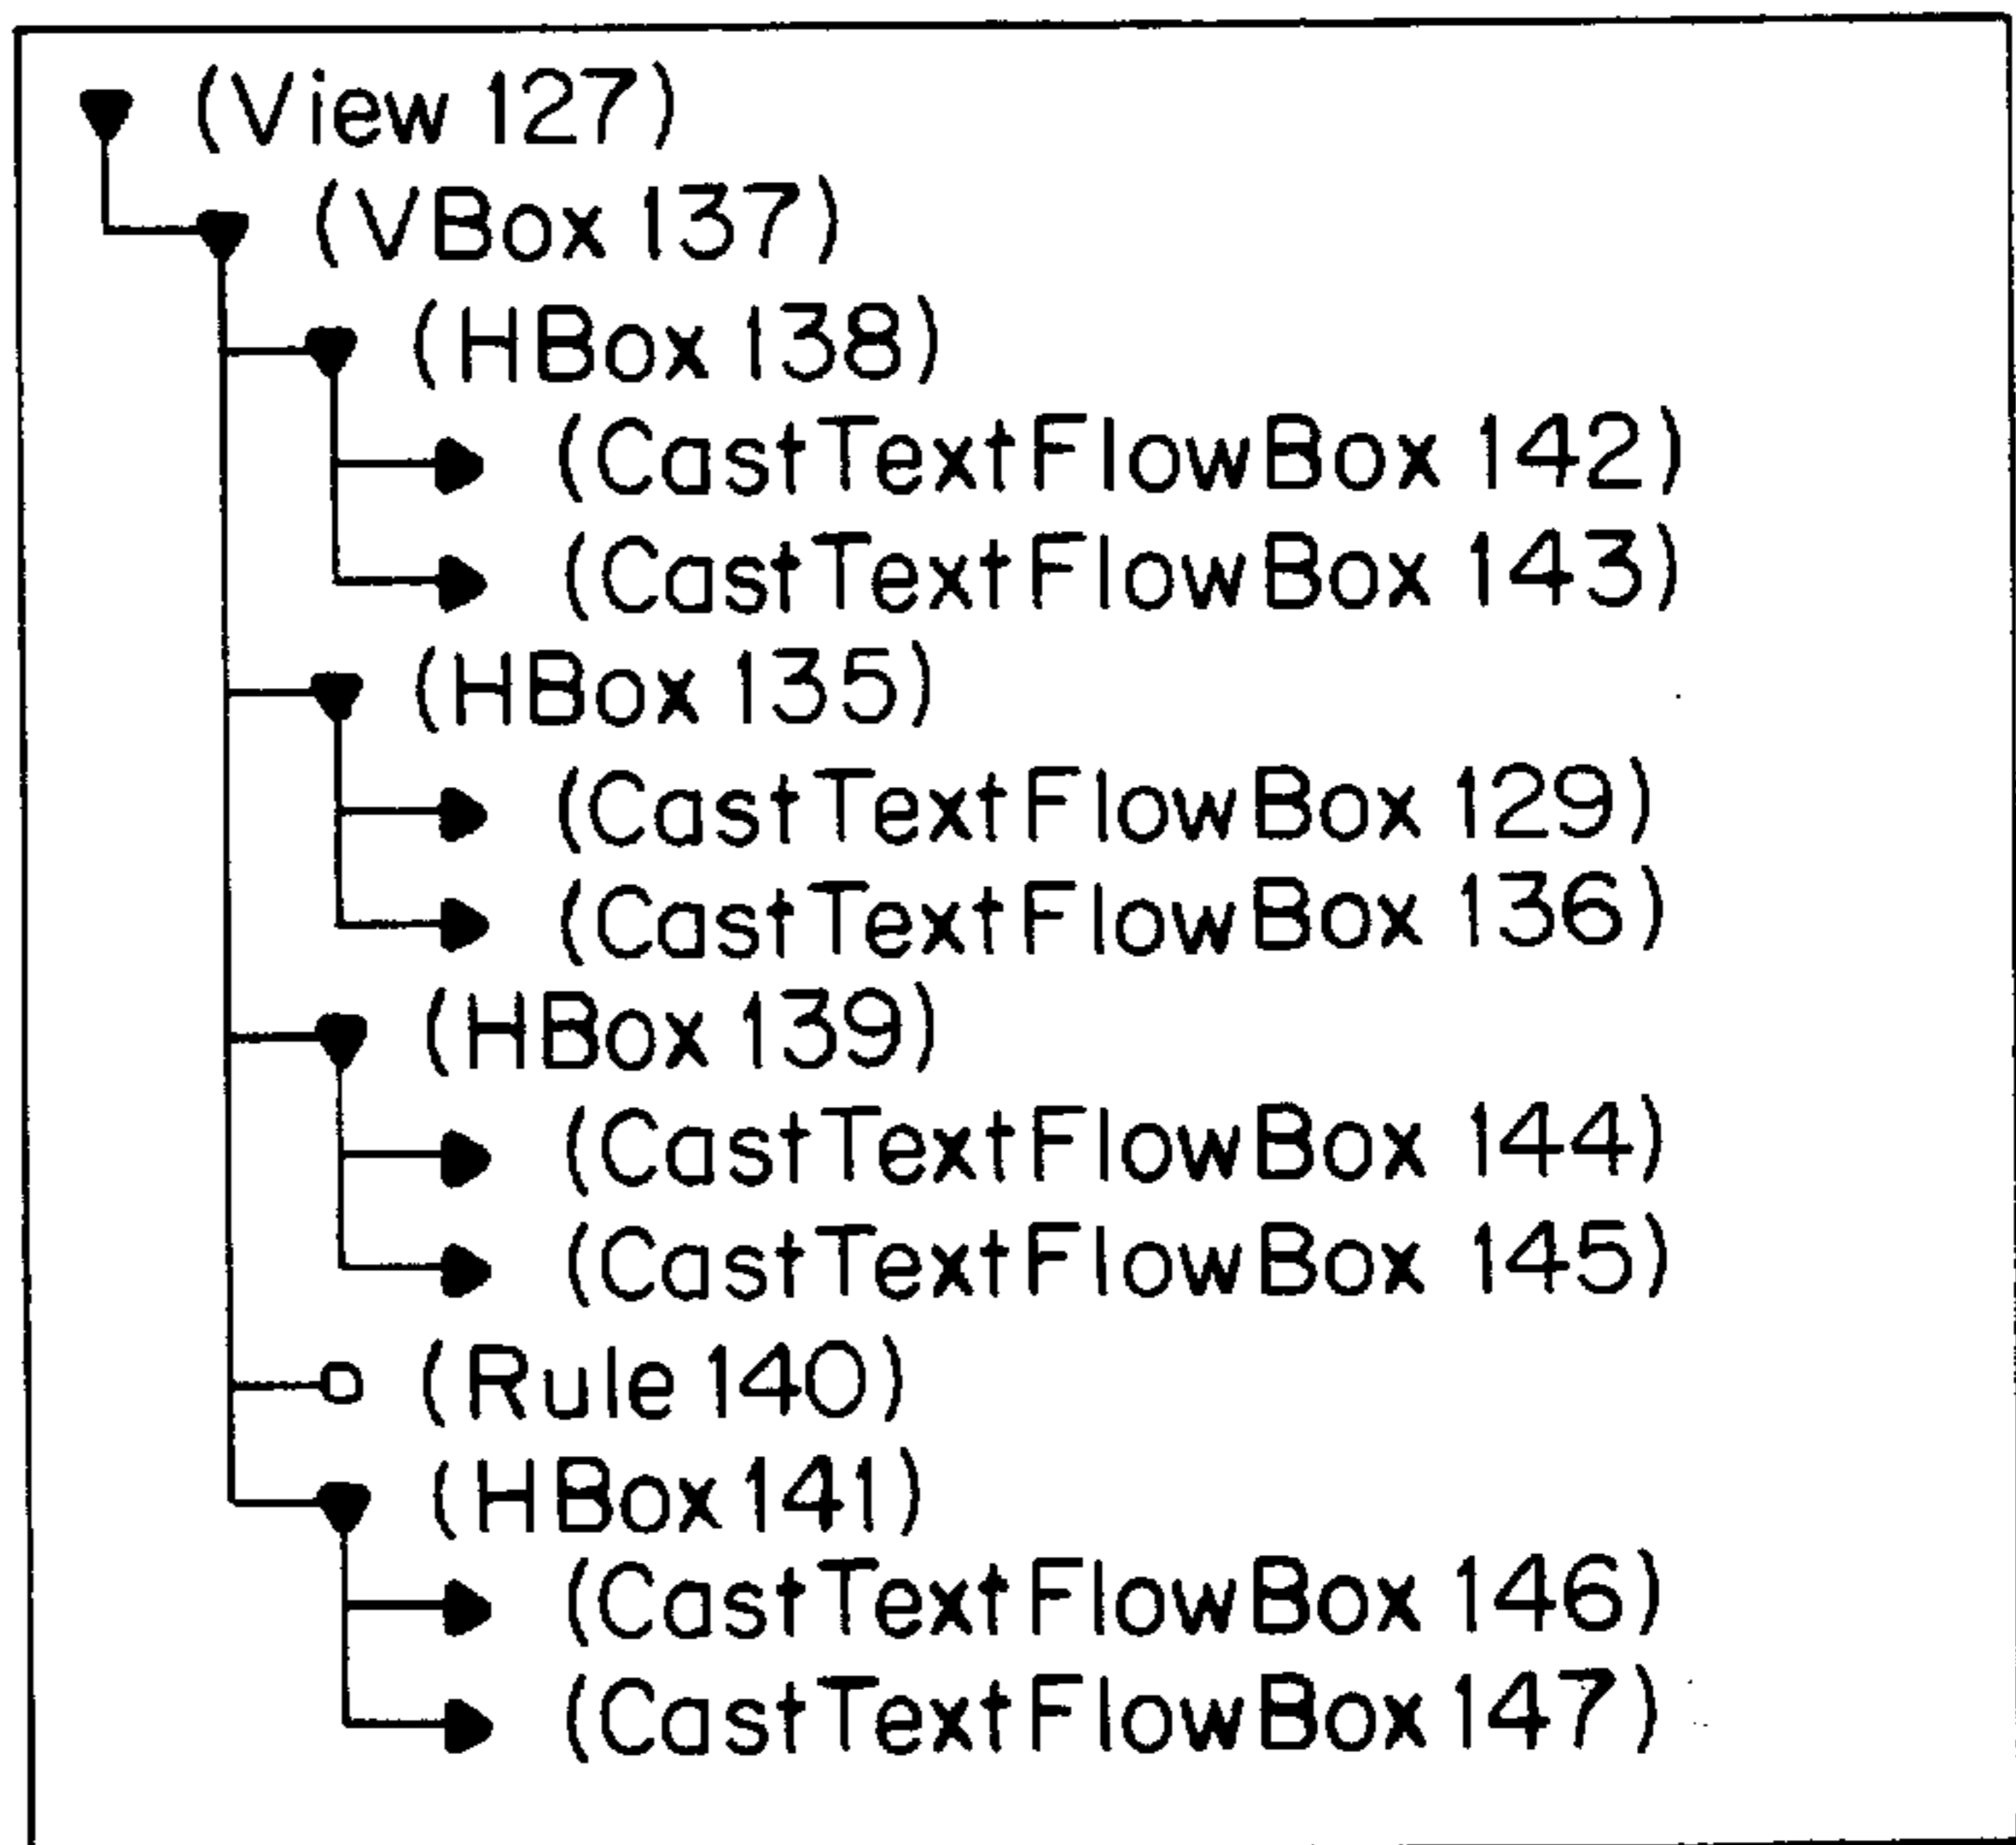 (View 127)
(VBox 137)
(HBox 138)
(CastTextFlowBox 142)
(CastTextFlowBox 143)
(HBox 135)
(CastTextFlowBox 129)
(CastTextFlowBox 136)
(HBox 139)
(CastTextFlowBox 144)
(CastTextFlowBox 145)
(Rule 140)
(HBox 141)
(CastTextFlowBox 146)
(CastTextFlowBox 147)